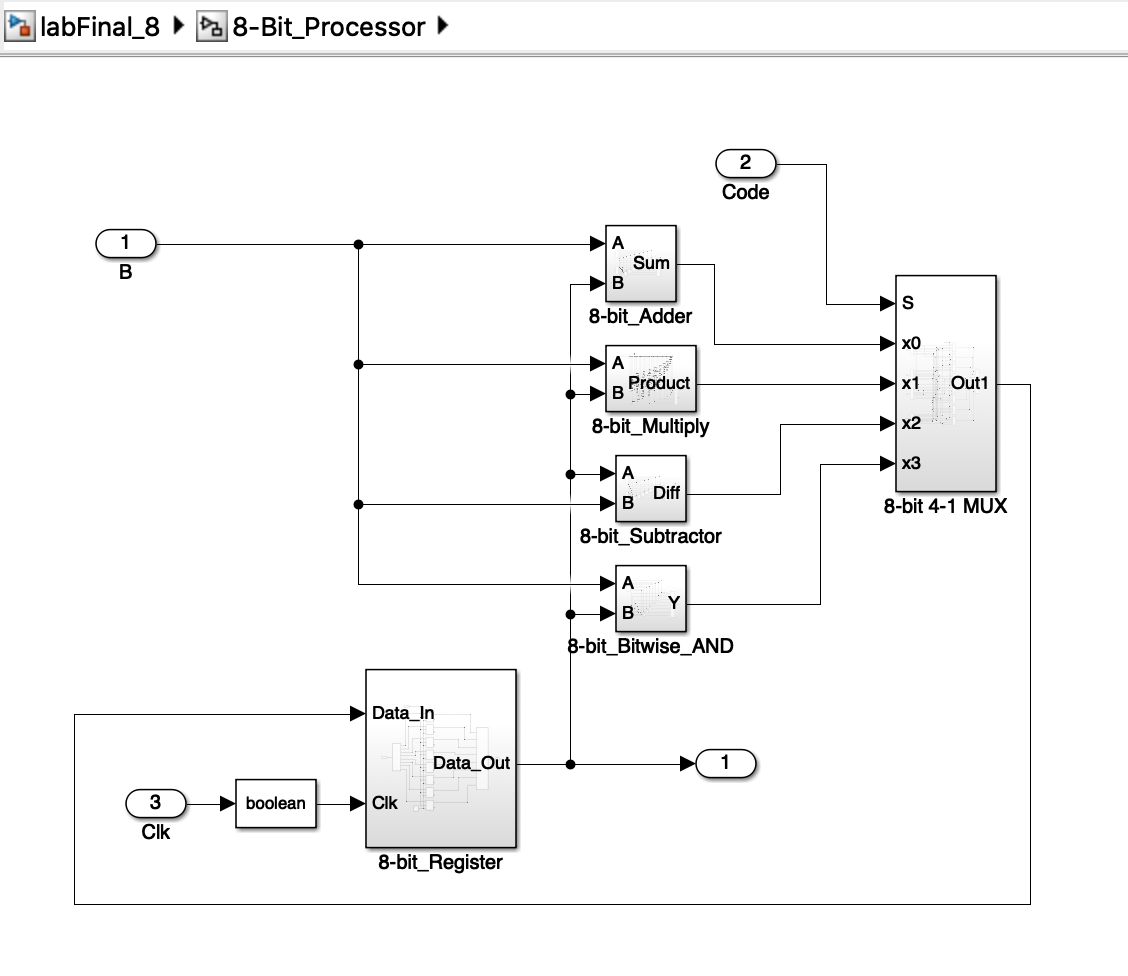 labFinal_8 8-Bit_Processor
2
Code
1
B
A
Sum
B
8-bit_Adder
A
Product
B
8-bit_Multiply
A
Diff
B
8-bit_Subtractor
A
Y
B
8-bit_Bitwise_AND
S
x0
x1 Out1
x2
x3
8-bit 4-1 MUX
Data_In
Data_Out
Clk
8-bit_Register
3
Clk
boolean
1